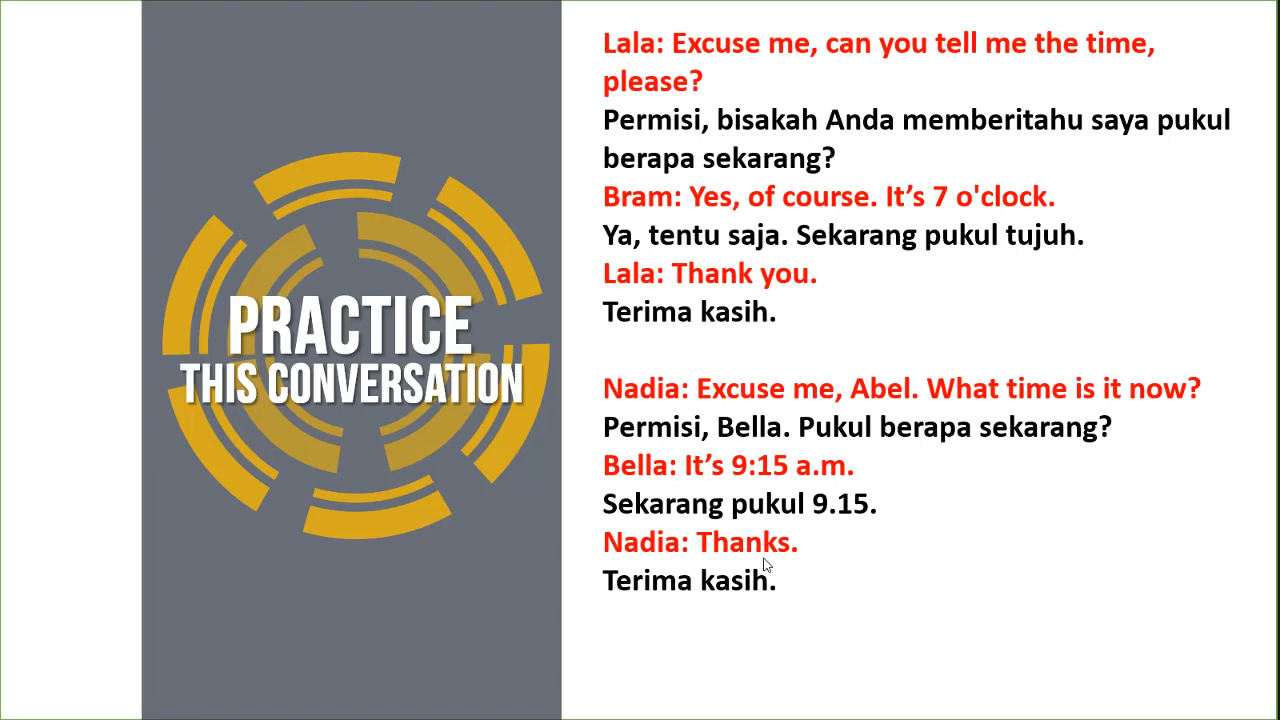 PRACTICE
THIS CONVERSATION
Lala: Excuse me, can you tell me the time,
please?
Permisi, bisakah Anda memberitahu saya pukul
berapa sekarang?
Bram: Yes, of course. It’s 7 o'clock.
Ya, tentu saja. Sekarang pukul tujuh.
Lala: Thank you.
Terima kasih.
Nadia: Excuse me, Abel. What time is it now?
Permisi, Bella. Pukul berapa sekarang?
Bella: It’s 9:15 a.m.
Sekarang pukul 9.15.
Nadia: Thanks.
Terima kasih.